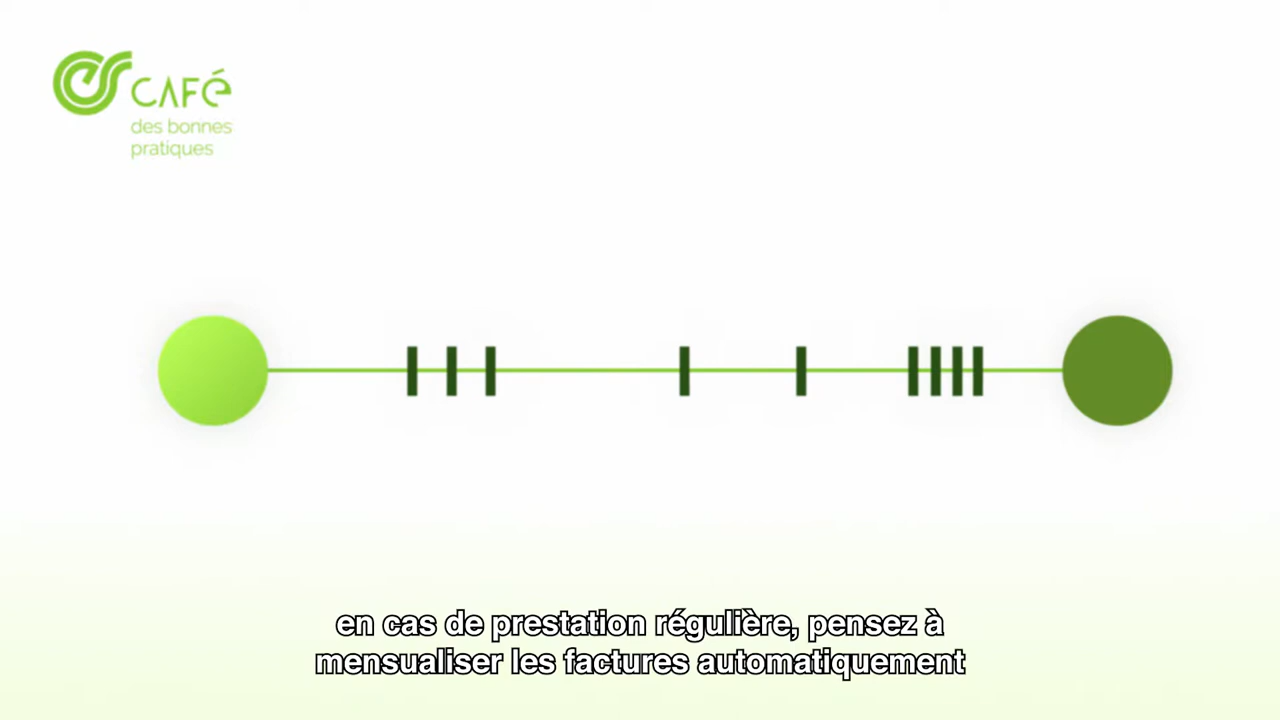 CAFé
des bonnes
pratiques
en cas de prestation régulière, pensez à
mensualiser les factures automatiquement